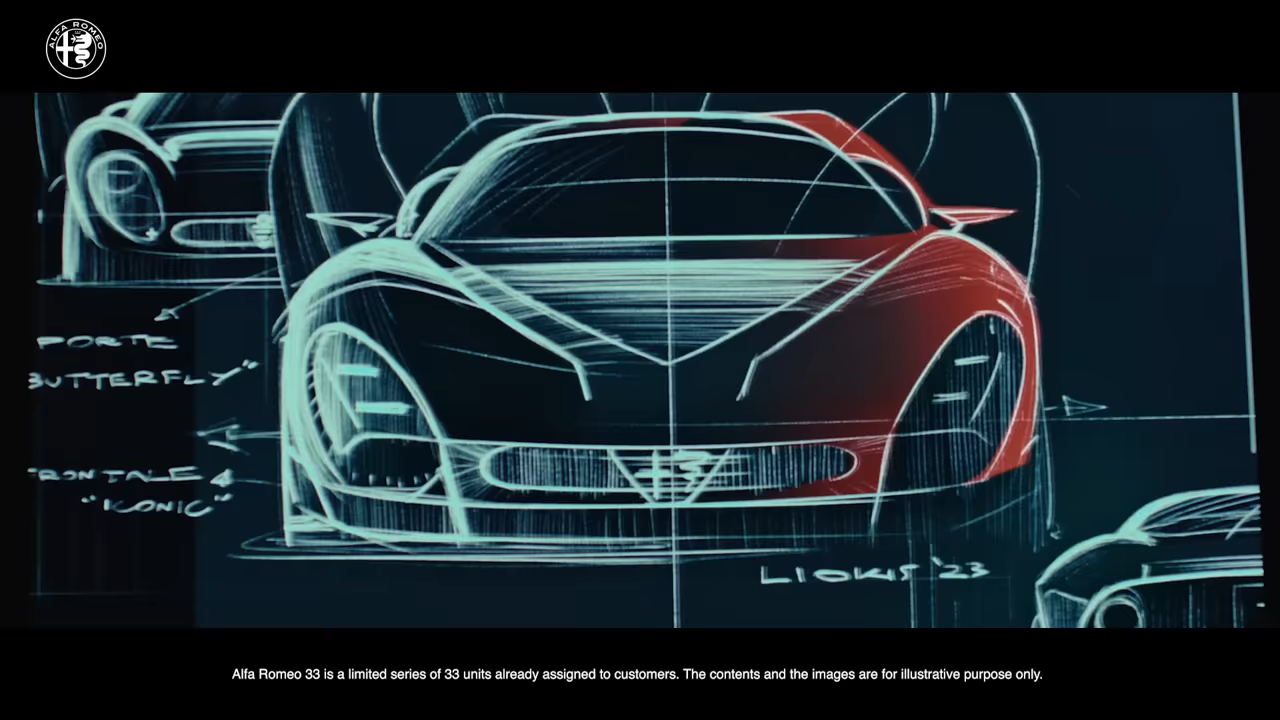 ALFA ROMEO
PORTE
BUTTERFLY"
FRONTALE
"ICONIC"
'23
Alfa Romeo 33 is a limited series of 33 units already assigned to customers. The contents and the images are for illustrative purpose only.